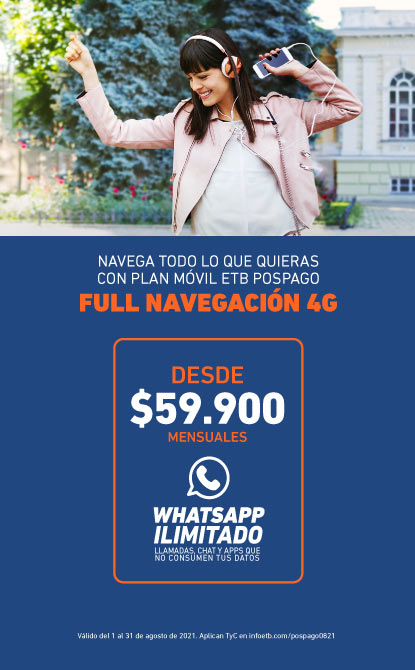 NAVEGA TODO LO QUE QUIERAS
CON PLAN MÓVIL ETB POSPAGO
FULL NAVEGACIÓN 4G
DESDE
$59.900
MENSUALES
WHATSAPP
ILIMITADO
LLAMADAS, CHAT Y APPS QUE
NO CONSUMEN TUS DATOS
Válido del 1 al 31 de agosto de 2021. Aplican TyC en infoetb.com/pospago0821